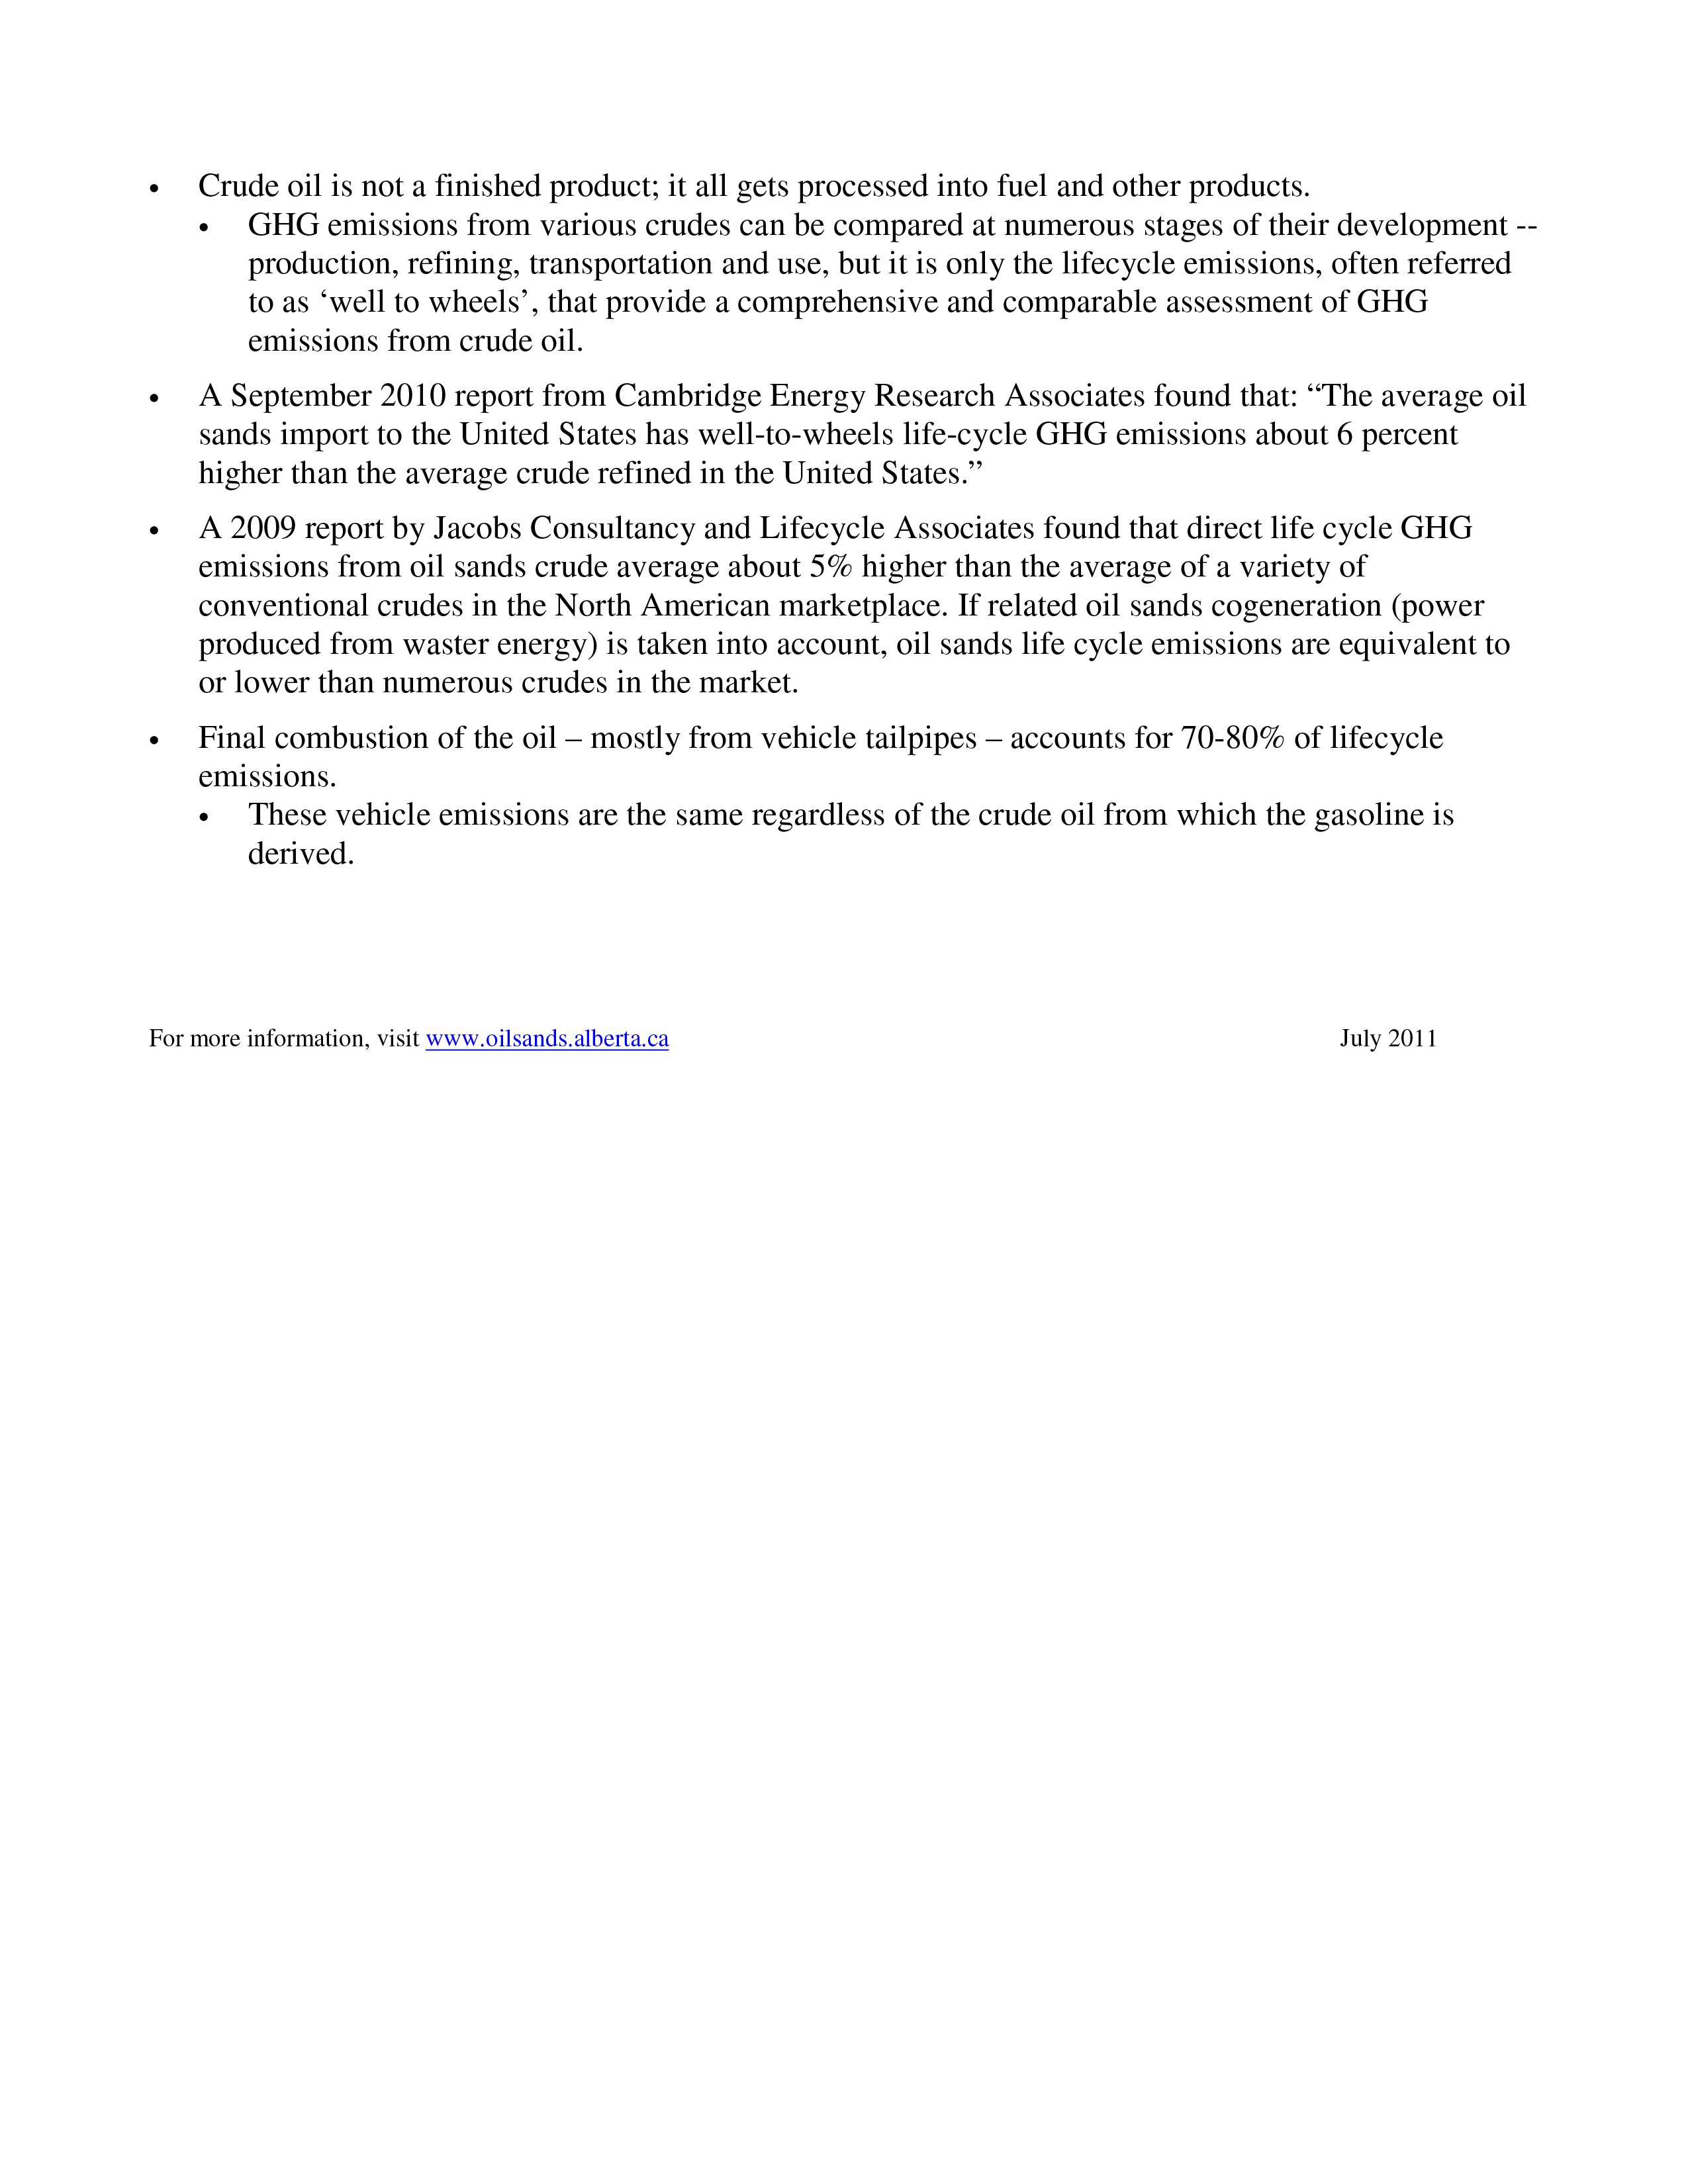 • Crude oil is not a finished product; it all gets processed into fuel and other products.
• GHG emissions from various crudes can be compared at numerous stages of their development --
production, refining, transportation and use, but it is only the lifecycle emissions, often referred
to as ‘well to wheels’, that provide a comprehensive and comparable assessment of GHG
emissions from crude oil.
• A September 2010 report from Cambridge Energy Research Associates found that: “The average oil
sands import to the United States has well-to-wheels life-cycle GHG emissions about 6 percent
higher than the average crude refined in the United States.”
• A 2009 report by Jacobs Consultancy and Lifecycle Associates found that direct life cycle GHG
emissions from oil sands crude average about 5% higher than the average of a variety of
conventional crudes in the North American marketplace. If related oil sands cogeneration (power
produced from waster energy) is taken into account, oil sands life cycle emissions are equivalent to
or lower than numerous crudes in the market.
• Final combustion of the oil – mostly from vehicle tailpipes – accounts for 70-80% of lifecycle
emissions.
• These vehicle emissions are the same regardless of the crude oil from which the gasoline is
derived.
For more information, visit www.oilsands.alberta.ca July 2011